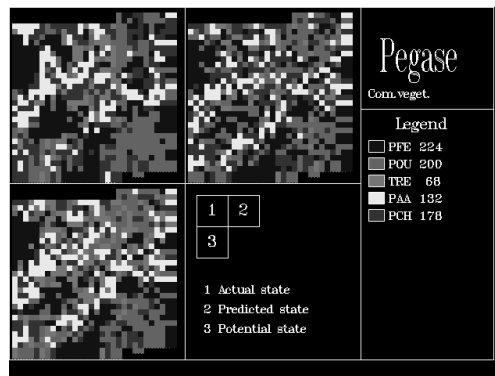 Pegase
Com.veget.
Legend
PFE 224
POU 200
TRE 68
PAA 132
PCH 178
1 2
3
1 Actual state
2 Predicted state
3 Potential state